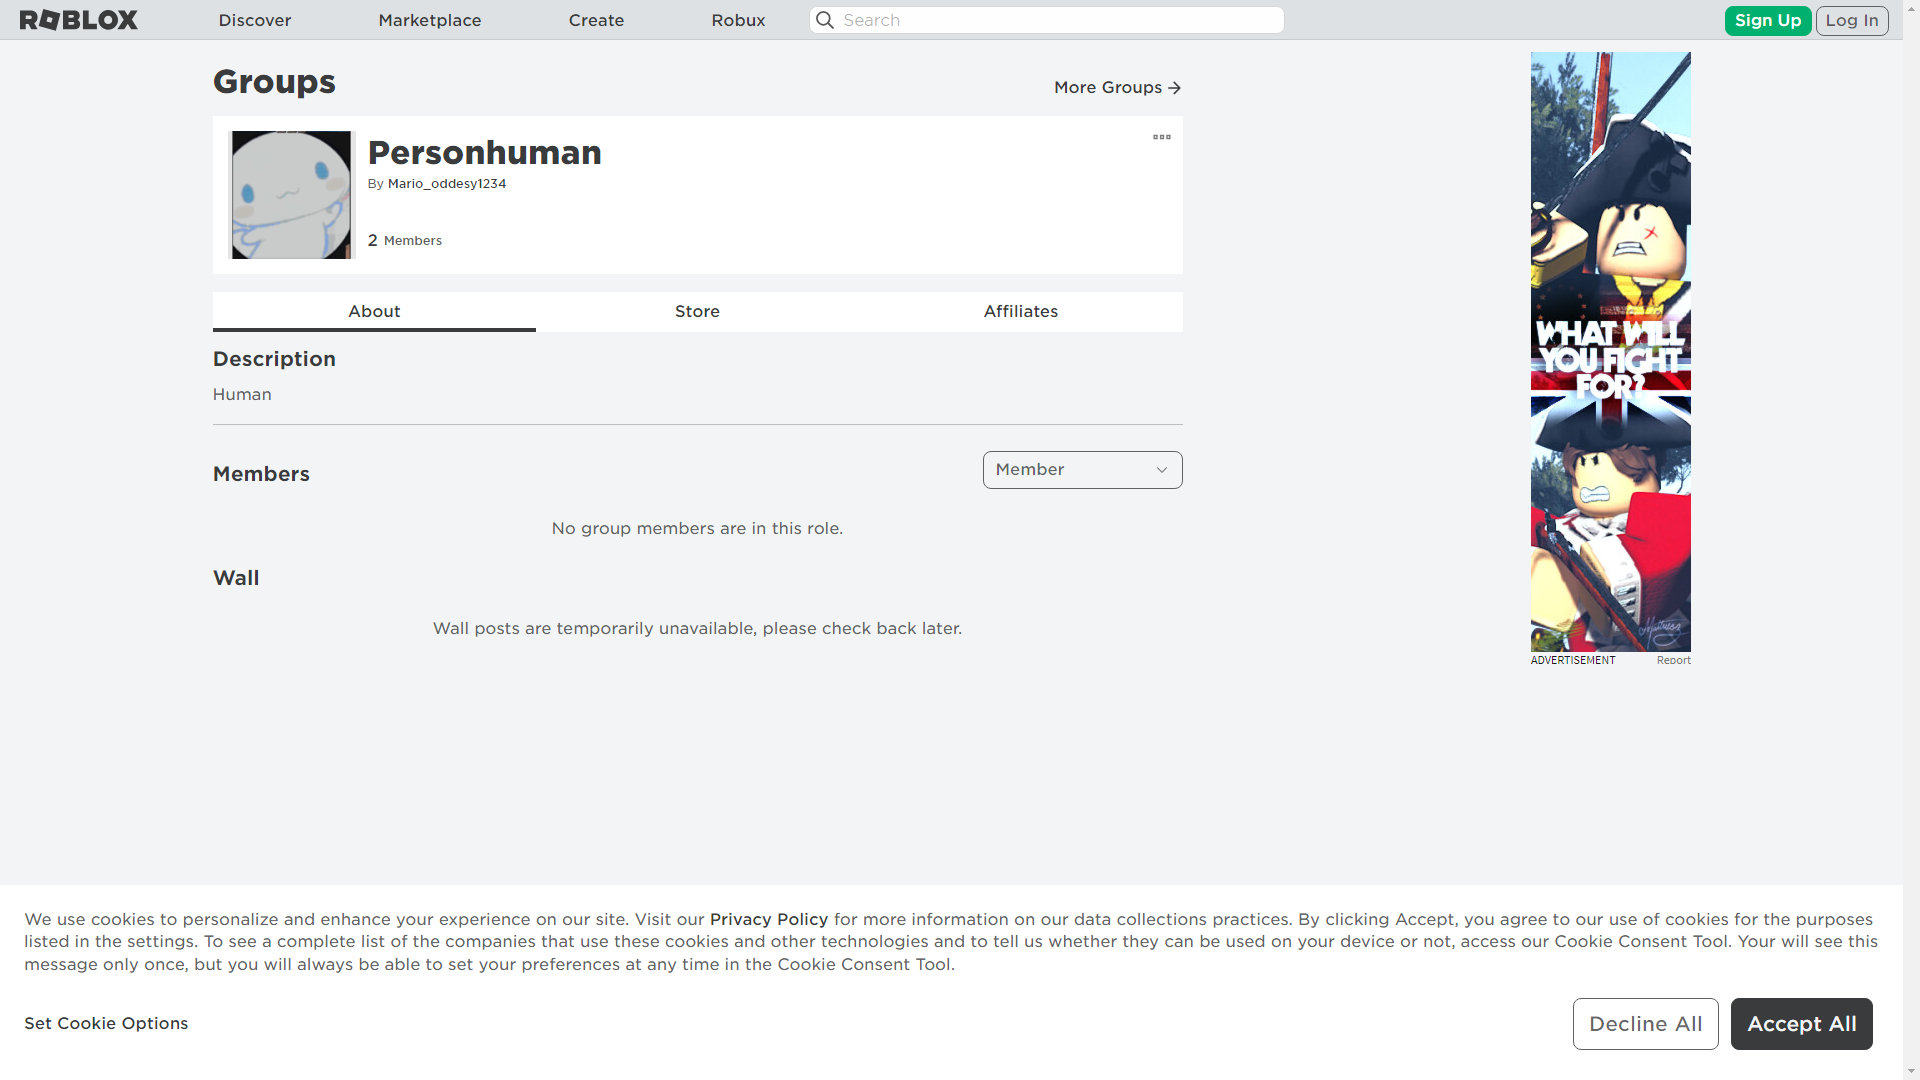 ROBLOX
Discover
Marketplace
Create
Robux
Search
Sign Up
Log In
Groups
More Groups
Personhuman
By Mario_oddesy1234
2 Members
About
Store
Affiliates
Description
Human
Members
Member
No group members are in this role.
Wall
Wall posts are temporarily unavailable, please check back later.
WHAT WILL
YOU FIGHT
FOR?
ADVERTISEMENT
Report
We use cookies to personalize and enhance your experience on our site. Visit our Privacy Policy for more information on our data collections practices. By clicking Accept, you agree to our use of cookies for the purposes
listed in the settings. To see a complete list of the companies that use these cookies and other technologies and to tell us whether they can be used on your device or not, access our Cookie Consent Tool. Your will see this
message only once, but you will always be able to set your preferences at any time in the Cookie Consent Tool.
Set Cookie Options
Decline All
Accept All